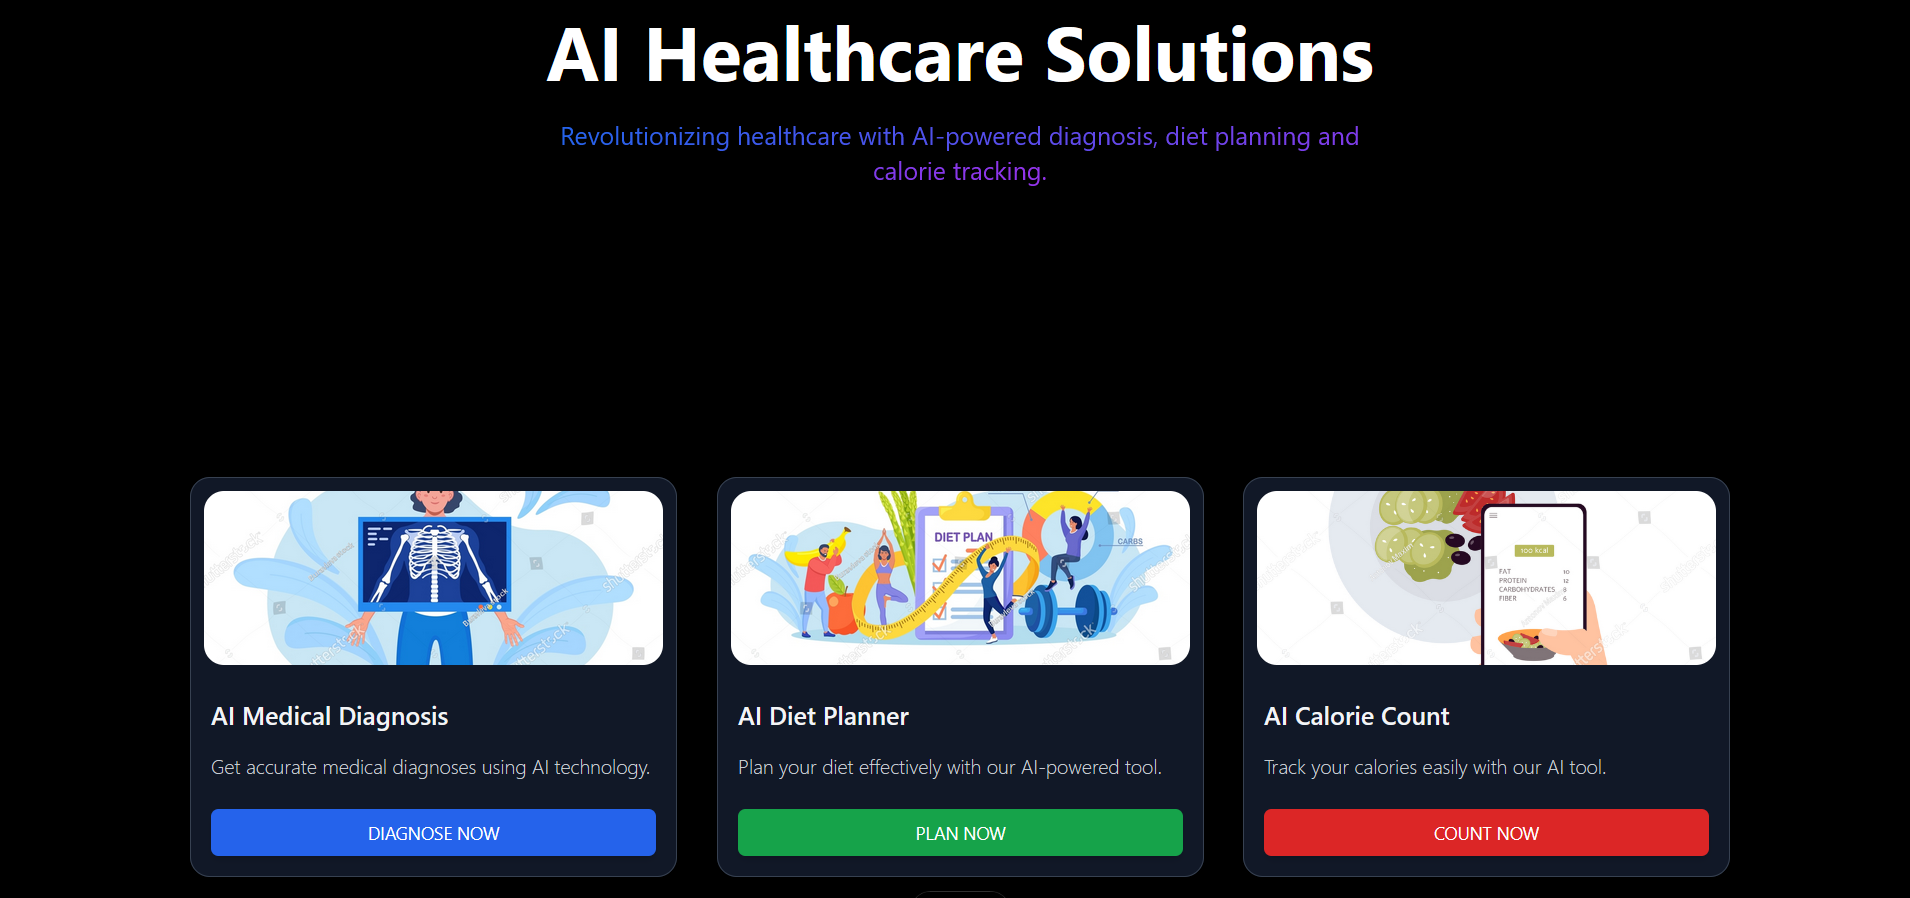 AI Healthcare Solutions
Revolutionizing healthcare with AI-powered diagnosis, diet planning and
calorie tracking.
DIET PLAN
CARBS
100 kcal
FAT 10
PROTEIN 12
CARBOHYDRATES 8
FIBER 6
shutterstock
AI Medical Diagnosis
Get accurate medical diagnoses using AI technology.
DIAGNOSE NOW
AI Diet Planner
Plan your diet effectively with our AI-powered tool.
PLAN NOW
AI Calorie Count
Track your calories easily with our AI tool.
COUNT NOW